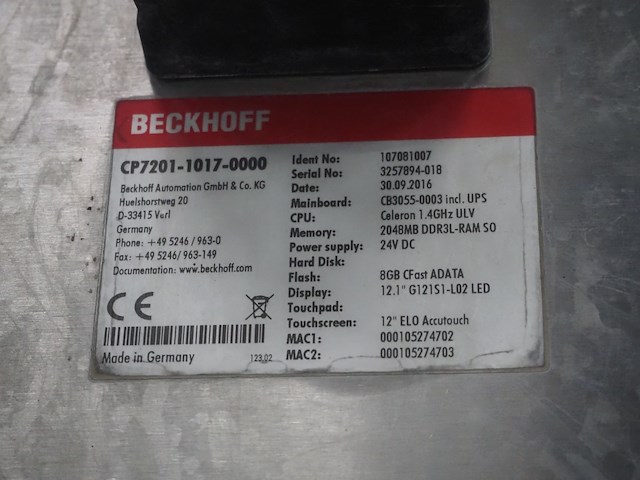 BECKHOFF
CP7201-1017-0000
Beckhoff Automation GmbH & Co. KG
Huelshorstweg 20
D-33415 Verl
Germany
Phone: +49 5246 / 963-0
Fax: +49 5246/ 963-149
Documentation: www.beckhoff.com
CE
Made in Germany
123.02
Ident No: 107081007
Serial No: 3257894-018
Date: 30.09.2016
Mainboard: CB3055-0003 incl. UPS
CPU: Celeron 1.4GHz ULV
Memory: 2048MB DDR3L-RAM SO
Power supply: 24V DC
Hard Disk:
Flash: 8GB CFast ADATA
Display: 12.1" G121S1-L02 LED
Touchpad:
Touchscreen: 12" ELO Accutouch
MAC1: 000105274702
MAC2: 000105274703